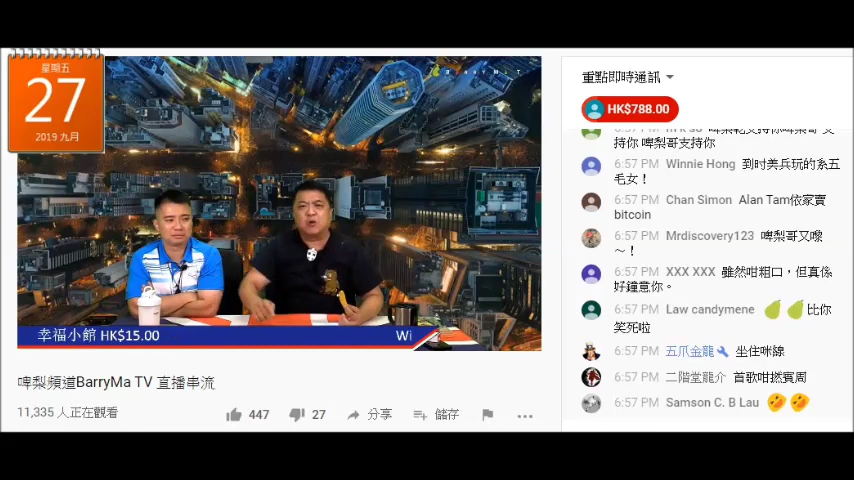 星期五
27
2019 九月
BarryMaT
幸福小館 HK$15.00
Wi
啤梨頻道BarryMa TV 直播串流
11,335 人正在觀看
447
27
分享
儲存
重點即時通訊
HK$788.00
持你 啤梨哥支持你
6:57 PM Winnie Hong 到时美兵玩的系五
毛女！
6:57 PM Chan Simon Alan Tam依家賣
bitcoin
6:57 PM Mrdiscovery123 啤梨哥又嚟
～！
6:57 PM XXX XXX 雖然咁粗口，但真係
好鐘意你。
6:57 PM Law candymene 比你
笑死啦
6:57 PM 五爪金龍 坐住咪線
6:57 PM 二階堂龍介 首歌咁撚賓周
6:57 PM Samson C. B Lau